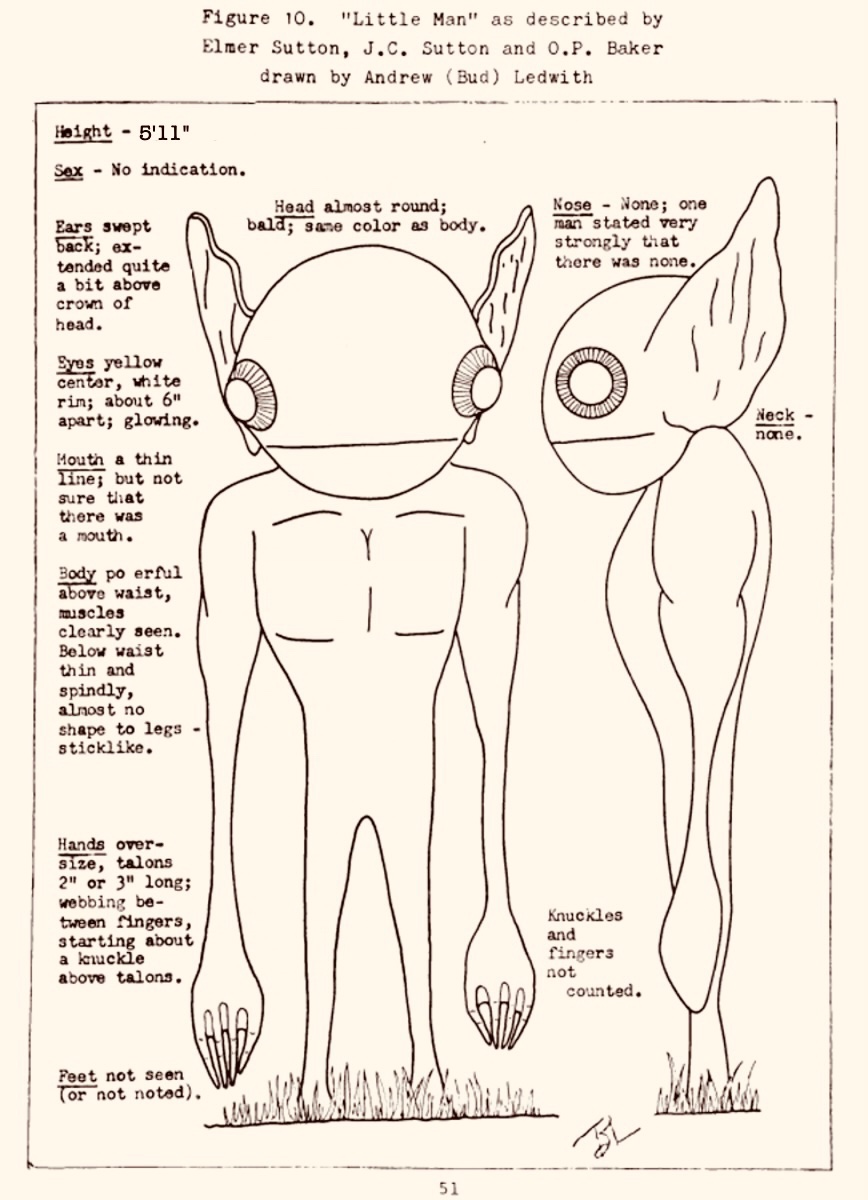 Figure 10. "Little Man" as described by
Elmer Sutton, J.C. Sutton and O.P. Baker
drawn by Andrew (Bud) Ledwith
Height - 5'11"
Sex - No indication.
Head almost round;
bald; same color as body.
Nose - None; one
man stated very
strongly that
there was none.
Ears swept
back; ex-
tended quite
a bit above
crown of
head.
Eyes yellow
center, white
rim; about 6"
apart; glowing.
Neck -
none.
Mouth a thin
line; but not
sure that
there was
a mouth.
Body po erful
above waist,
muscles
clearly seen.
Below waist
thin and
spindly,
almost no
shape to legs -
sticklike.
Hands over-
size, talons
2" or 3" long;
webbing be-
tween fingers,
starting about
a knuckle
above talons.
Knuckles
and
fingers
not
counted.
Feet not seen
(or not noted).
51